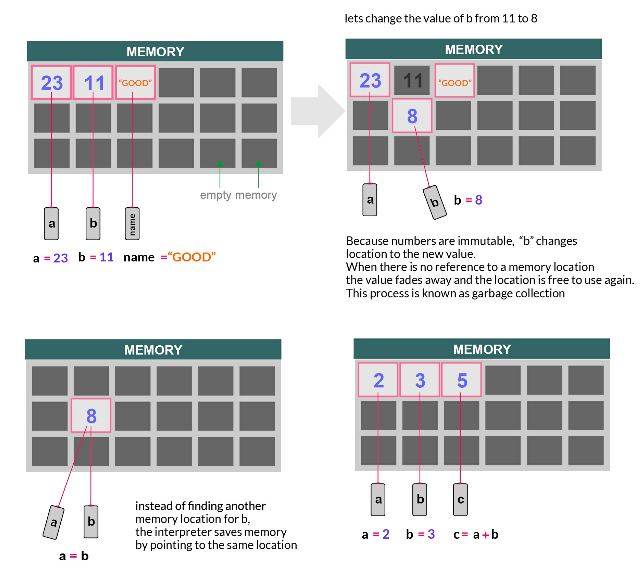 lets change the value of b from 11 to 8
MEMORY
23 11 "GOOD"
empty memory
a b name
a = 23 b = 11 name ="GOOD"
MEMORY
23 11 "GOOD"
8
a b b = 8
Because numbers are immutable, "b" changes
location to the new value.
When there is no reference to a memory location
the value fades away and the location is free to use again.
This process is known as garbage collection
MEMORY
8
a b
a = b
instead of finding another
memory location for b,
the interpreter saves memory
by pointing to the same location
MEMORY
2 3 5
a b c
a = 2 b = 3 c = a + b